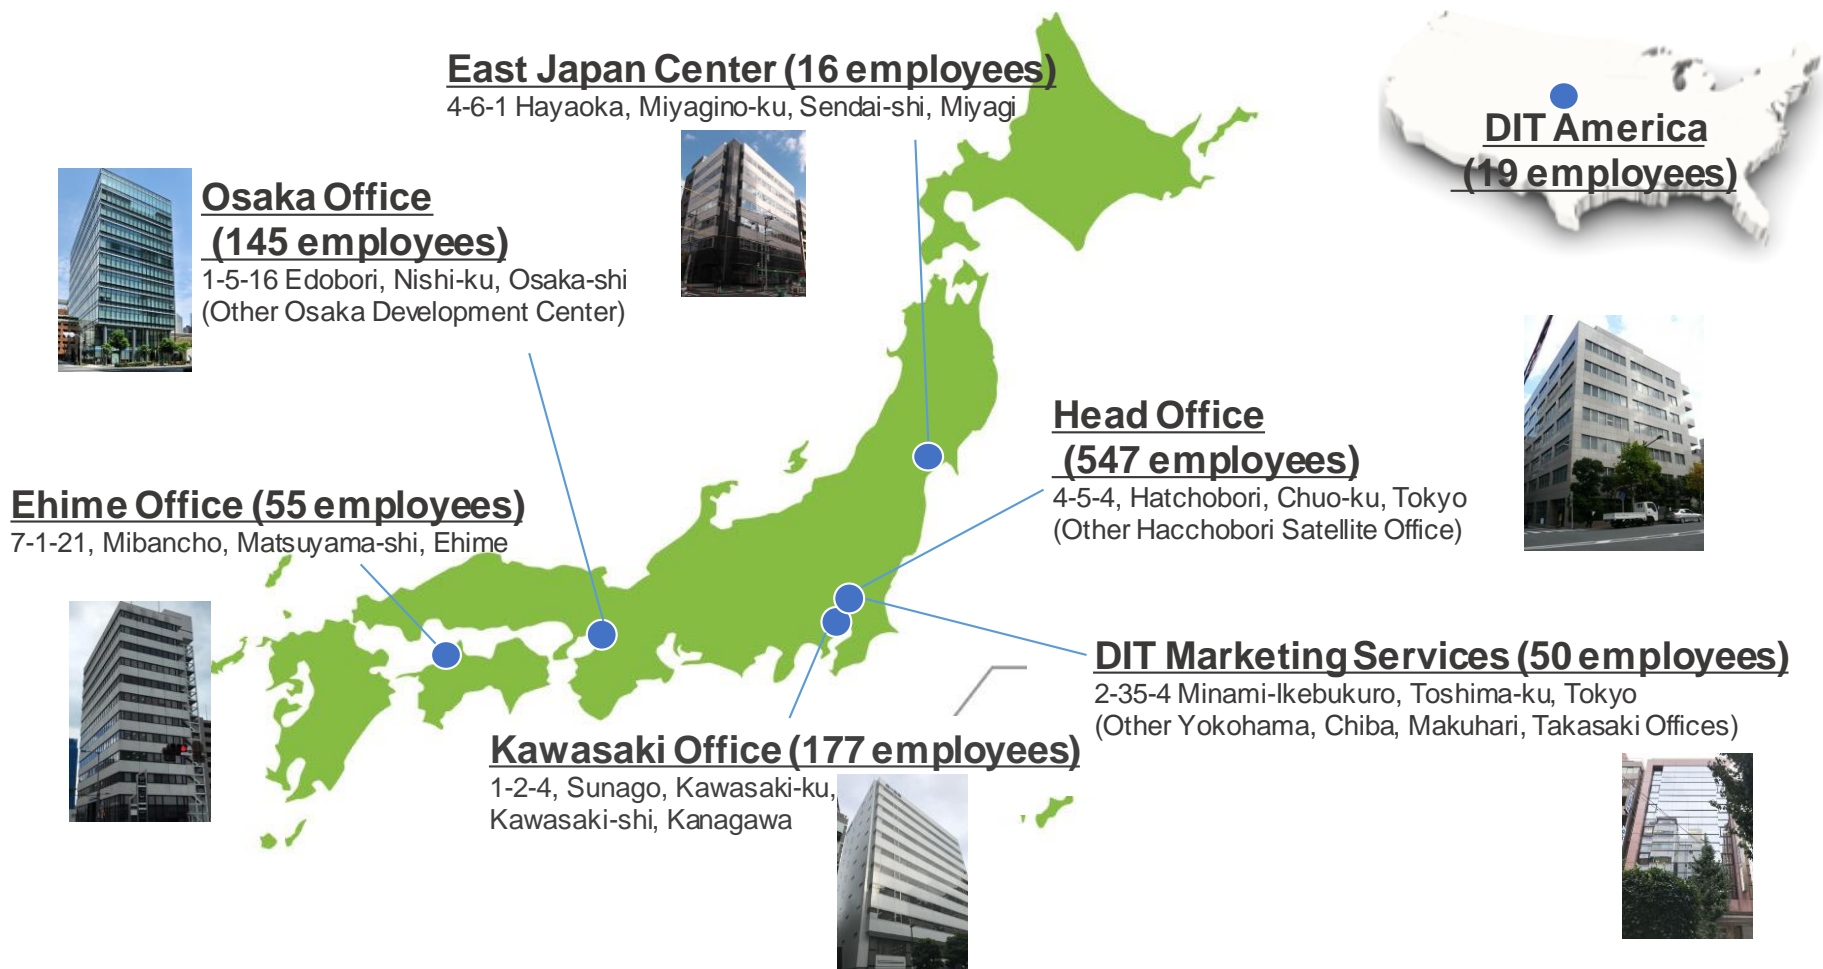 East Japan Center (16 employees)
4-6-1 Hayaoka, Miyagino-ku, Sendai-shi, Miyagi
DIT America
(19 employees)
Osaka Office
(145 employees)
1-5-16 Edobori, Nishi-ku, Osaka-shi
(Other Osaka Development Center)
Head Office
(547 employees)
4-5-4, Hatchobori, Chuo-ku, Tokyo
(Other Hacchobori Satellite Office)
Ehime Office (55 employees)
7-1-21, Mibancho, Matsuyama-shi, Ehime
DIT Marketing Services (50 employees)
2-35-4 Minami-Ikebukuro, Toshima-ku, Tokyo
(Other Yokohama, Chiba, Makuhari, Takasaki Offices)
Kawasaki Office (177 employees)
1-2-4, Sunago, Kawasaki-ku,
Kawasaki-shi, Kanagawa